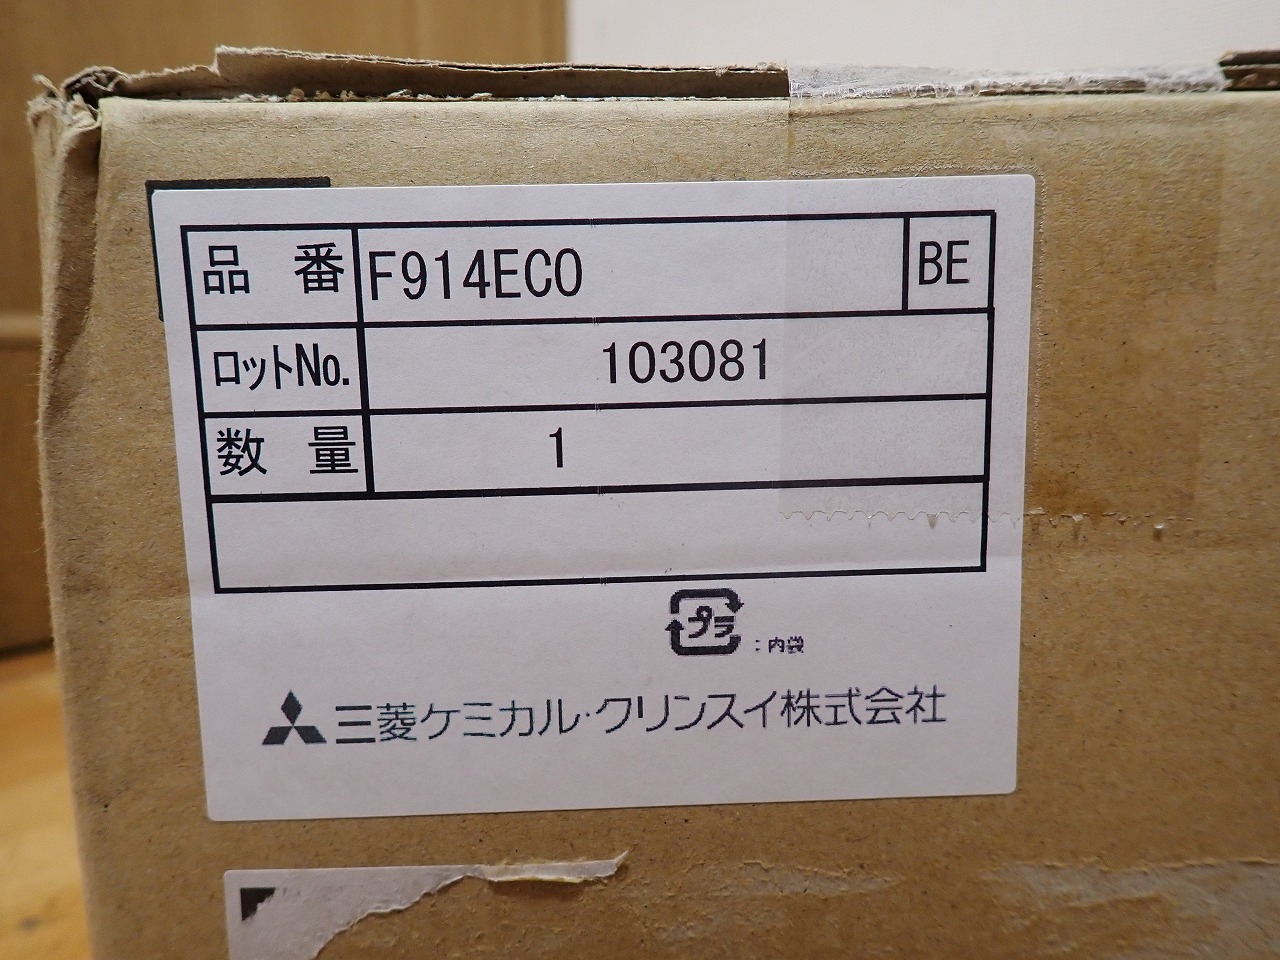 品 番 F914ECO BE
ロットNo. 103081
数 量 1
プラ
:内袋
三菱ケミカル・クリンスイ株式会社